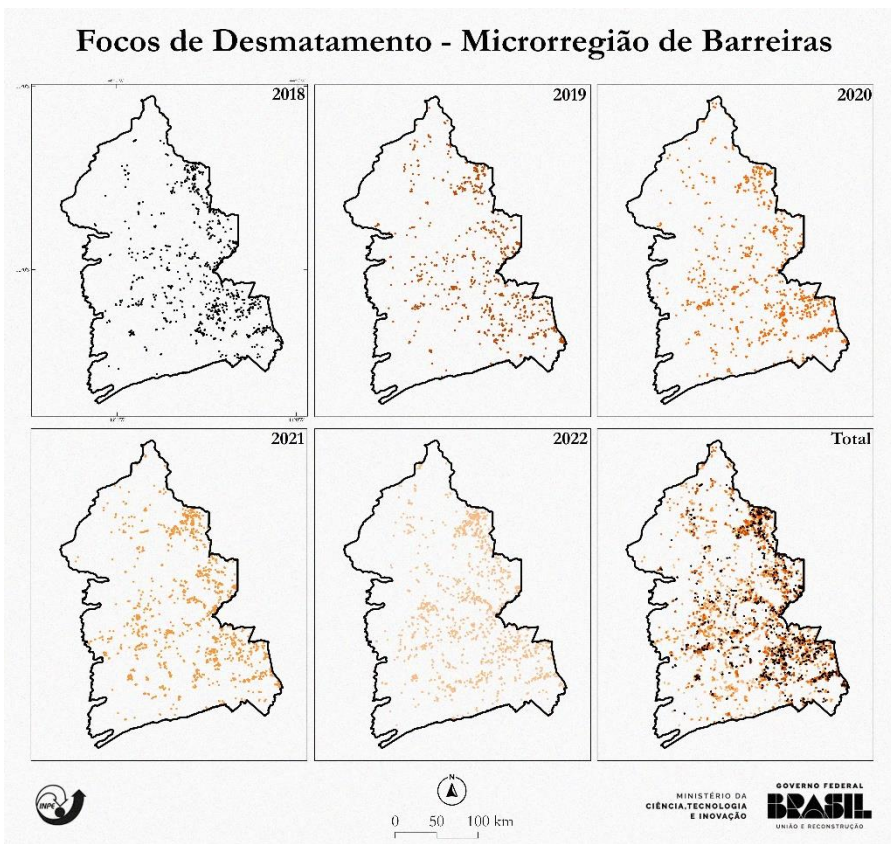 Focos de Desmatamento - Microrregião de Barreiras
2018
2019
2020
2021
2022
Total
INPE
N
0 50 100 km
MINISTÉRIO DA
CIÊNCIA, TECNOLOGIA
E INOVAÇÃO
GOVERNO FEDERAL
BRASIL
UNIÃO E RECONSTRUÇÃO